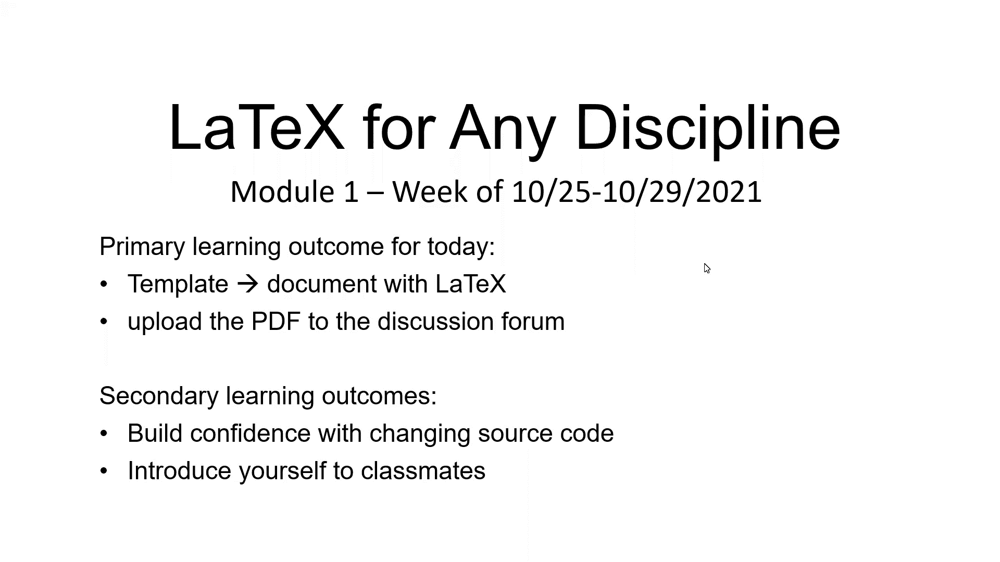 LaTeX for Any Discipline
Module 1 – Week of 10/25-10/29/2021
Primary learning outcome for today:
• Template → document with LaTeX
• upload the PDF to the discussion forum
Secondary learning outcomes:
• Build confidence with changing source code
• Introduce yourself to classmates